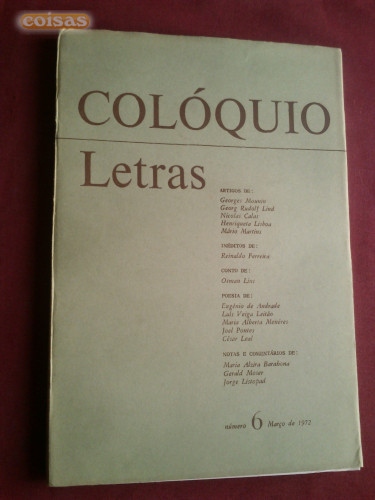 coisas
COLÓQUIO
Letras
ARTIGOS DE:
Georges Mounin
Georg Rudolf Lind
Nicolas Calas
Henriqueta Lisboa
Mário Martins
INÉDITOS DE:
Reinaldo Ferreira
CONTO DE:
Osman Lins
POESIA DE:
Eugénio de Andrade
Luís Veiga Leitão
Maria Alberta Menéres
Joel Pontes
César Leal
NOTAS E COMENTÁRIOS DE:
Maria Alzira Barahona
Gerald Moser
Jorge Listopad
número 6 Março de 1972